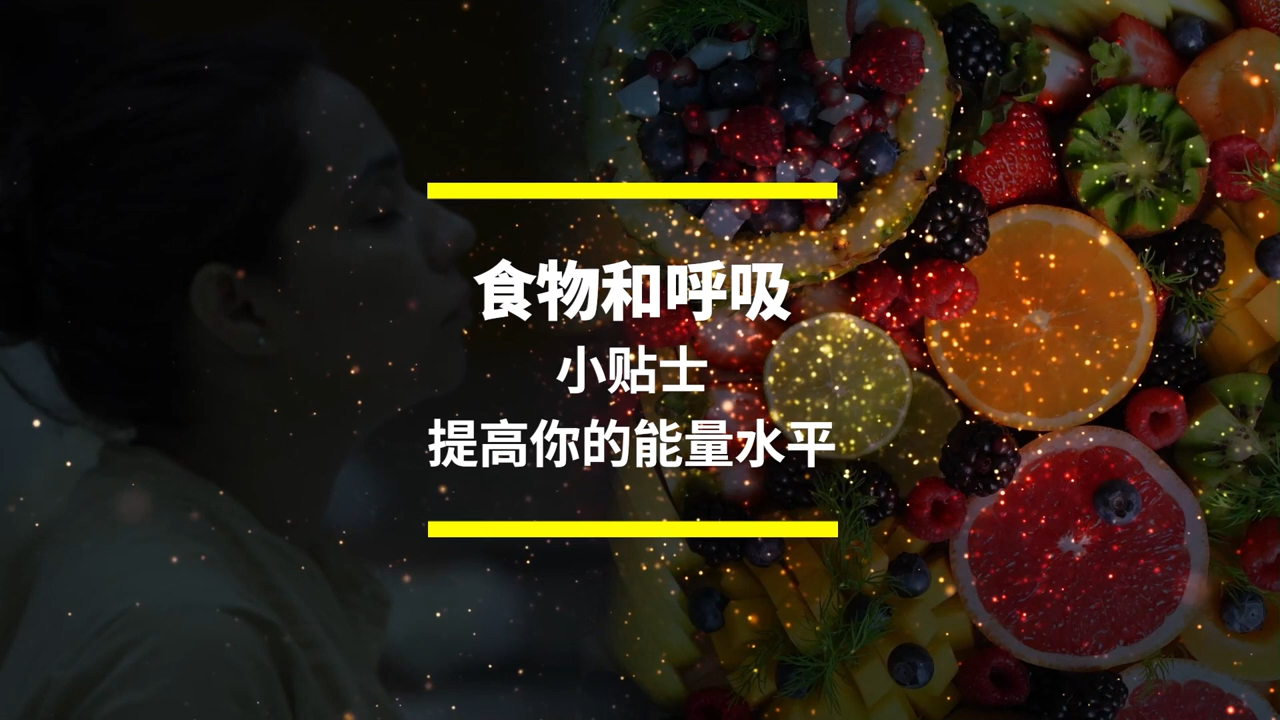 食物和呼吸
小贴士
提高你的能量水平